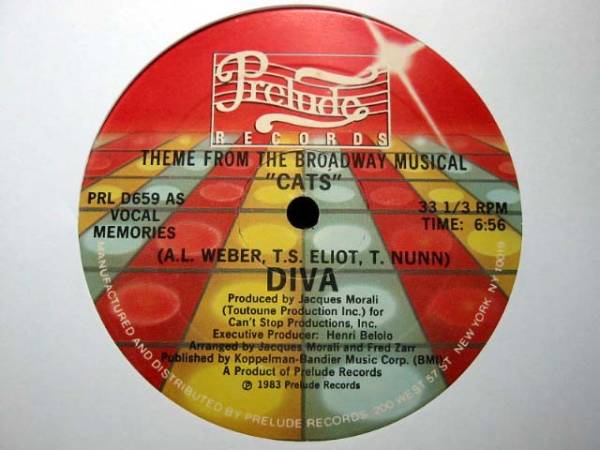 Prelude
RECORDS
THEME FROM THE BROADWAY MUSICAL
"CATS"
PRL D659 AS
VOCAL
MEMORIES
33 1/3 RPM
TIME: 6:56
(A.L. WEBER, T.S. ELIOT, T. NUNN)
DIVA
Produced by Jacques Morali
(Toutoune Production Inc.) for
Can't Stop Productions, Inc.
Executive Producer: Henri Belolo
Arranged by Jacques Morali and Fred Zarr
Published by Koppelman-Bandier Music Corp. (BMI)
A Product of Prelude Records
℗ 1983 Prelude Records
MANUFACTURED AND DISTRIBUTED BY PRELUDE RECORDS, 200 WEST 57 ST. NEW YORK, NY 10019